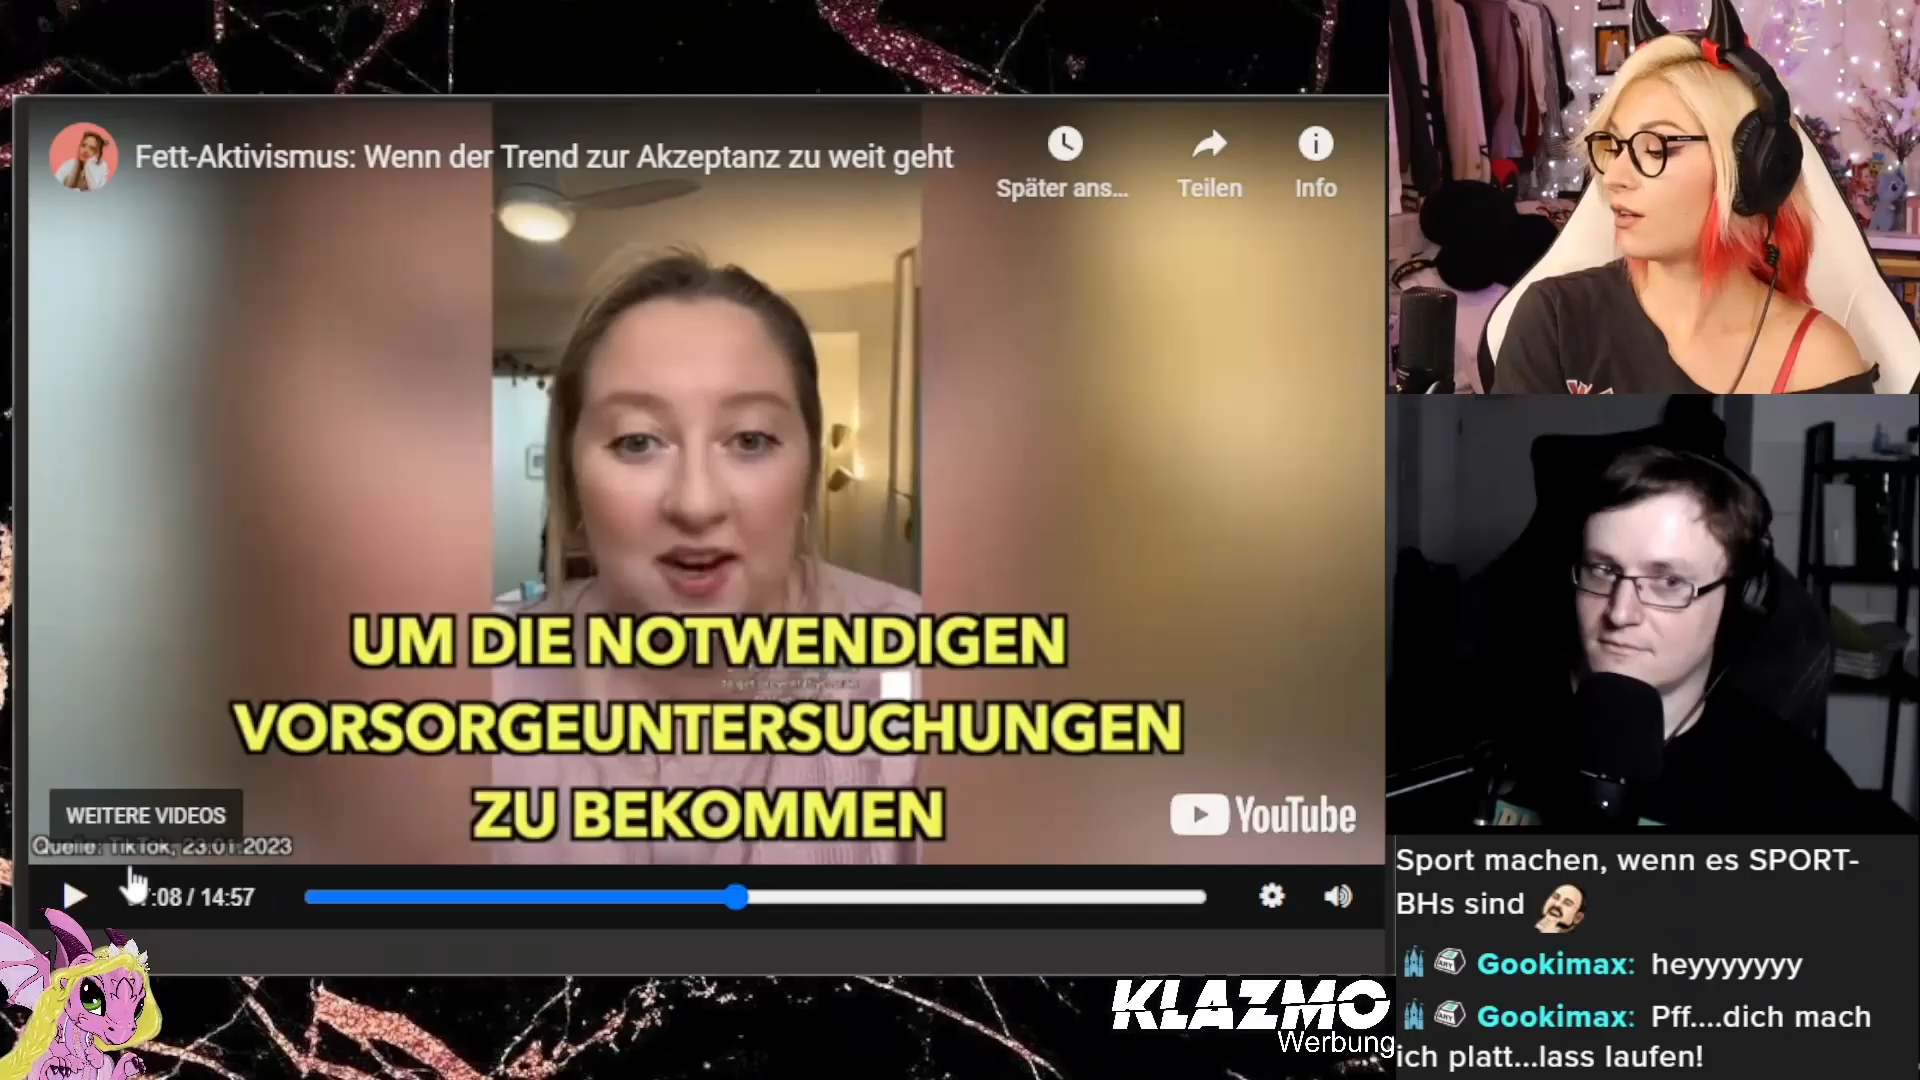 Fett-Aktivismus: Wenn der Trend zur Akzeptanz zu weit geht
Später ans...
Teilen
Info
UM DIE NOTWENDIGEN
VORSORGEUNTERSUCHUNGEN
ZU BEKOMMEN
WEITERE VIDEOS
Quelle: TikTok, 23.01.2023
YouTube
:08 / 14:57
Sport machen, wenn es SPORT-
BHs sind
Gookimax: heyyyyyyy
Gookimax: Pff....dich mach
ich platt...lass laufen!
KLAZMO
Werbung